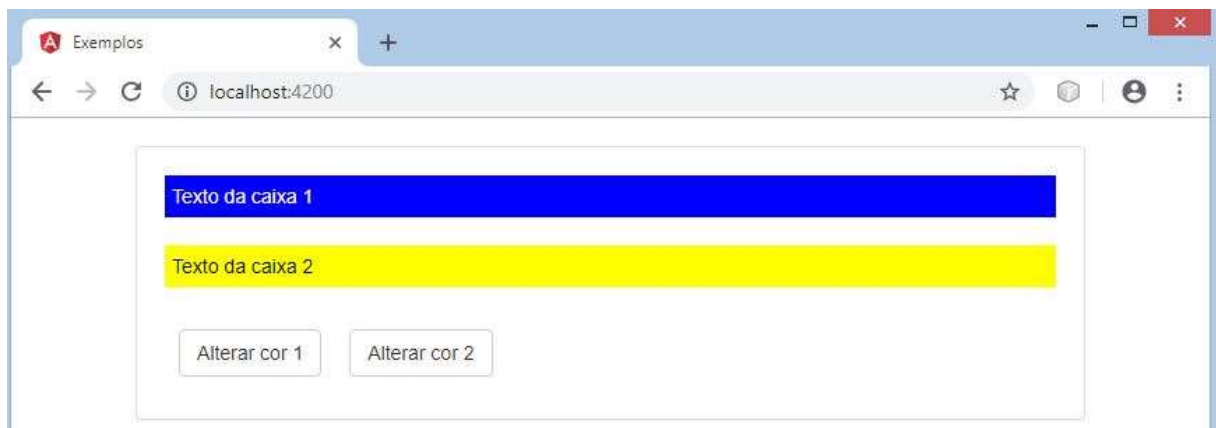 Exemplos
localhost:4200
Texto da caixa 1
Texto da caixa 2
Alterar cor 1 Alterar cor 2